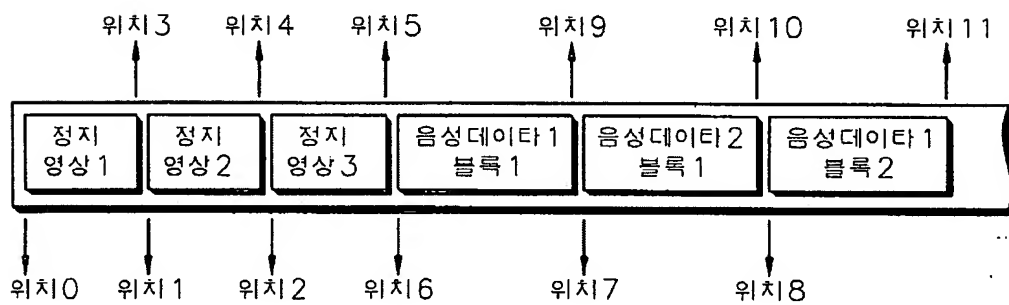 위치3 위치4 위치5 위치9 위치10 위치11
정지 정지 정지 음성데이타1 음성데이타2 음성데이타1
영상1 영상2 영상3 블록1 블록1 블록2
위치0 위치1 위치2 위치6 위치7 위치8